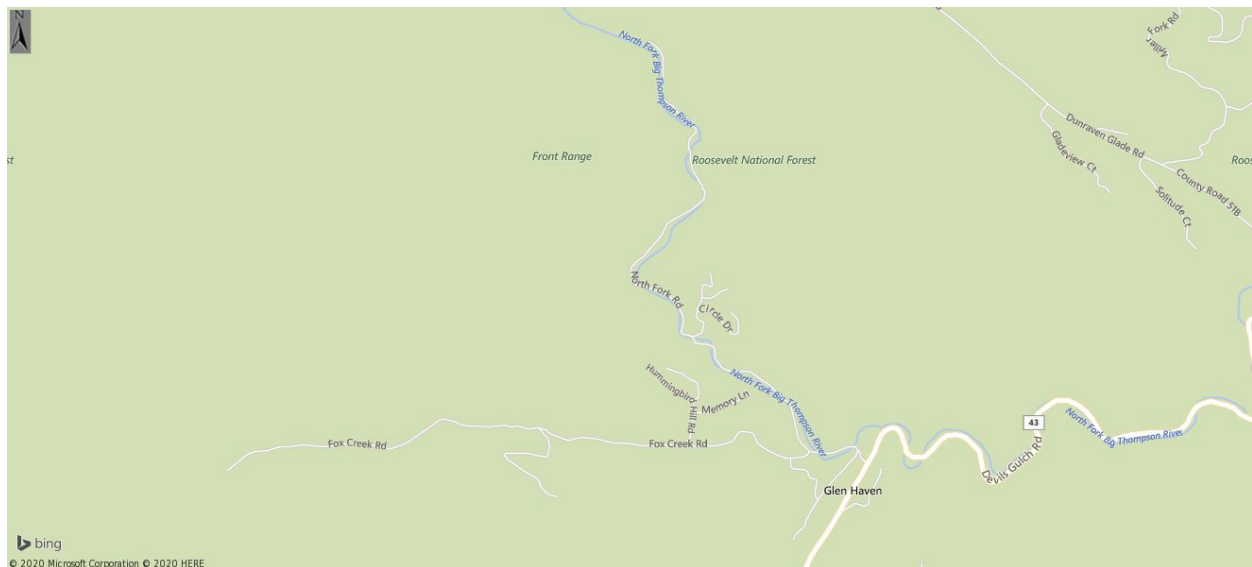 N
Fork Rd
Miller
North Fork Big Thompson River
Dunraven Glade Rd
Gladeview Ct
st
Front Range
Roosevelt National Forest
Roos
County Road 51B
Solitude Ct
North Fork Rd
Circle Dr
Hummingbird
Hill Rd
Memory Ln
North Fork Big Thompson River
43
North Fork Big Thompson River
Fox Creek Rd
Fox Creek Rd
Devils Gulch Rd
Glen Haven
bing
© 2020 Microsoft Corporation © 2020 HERE